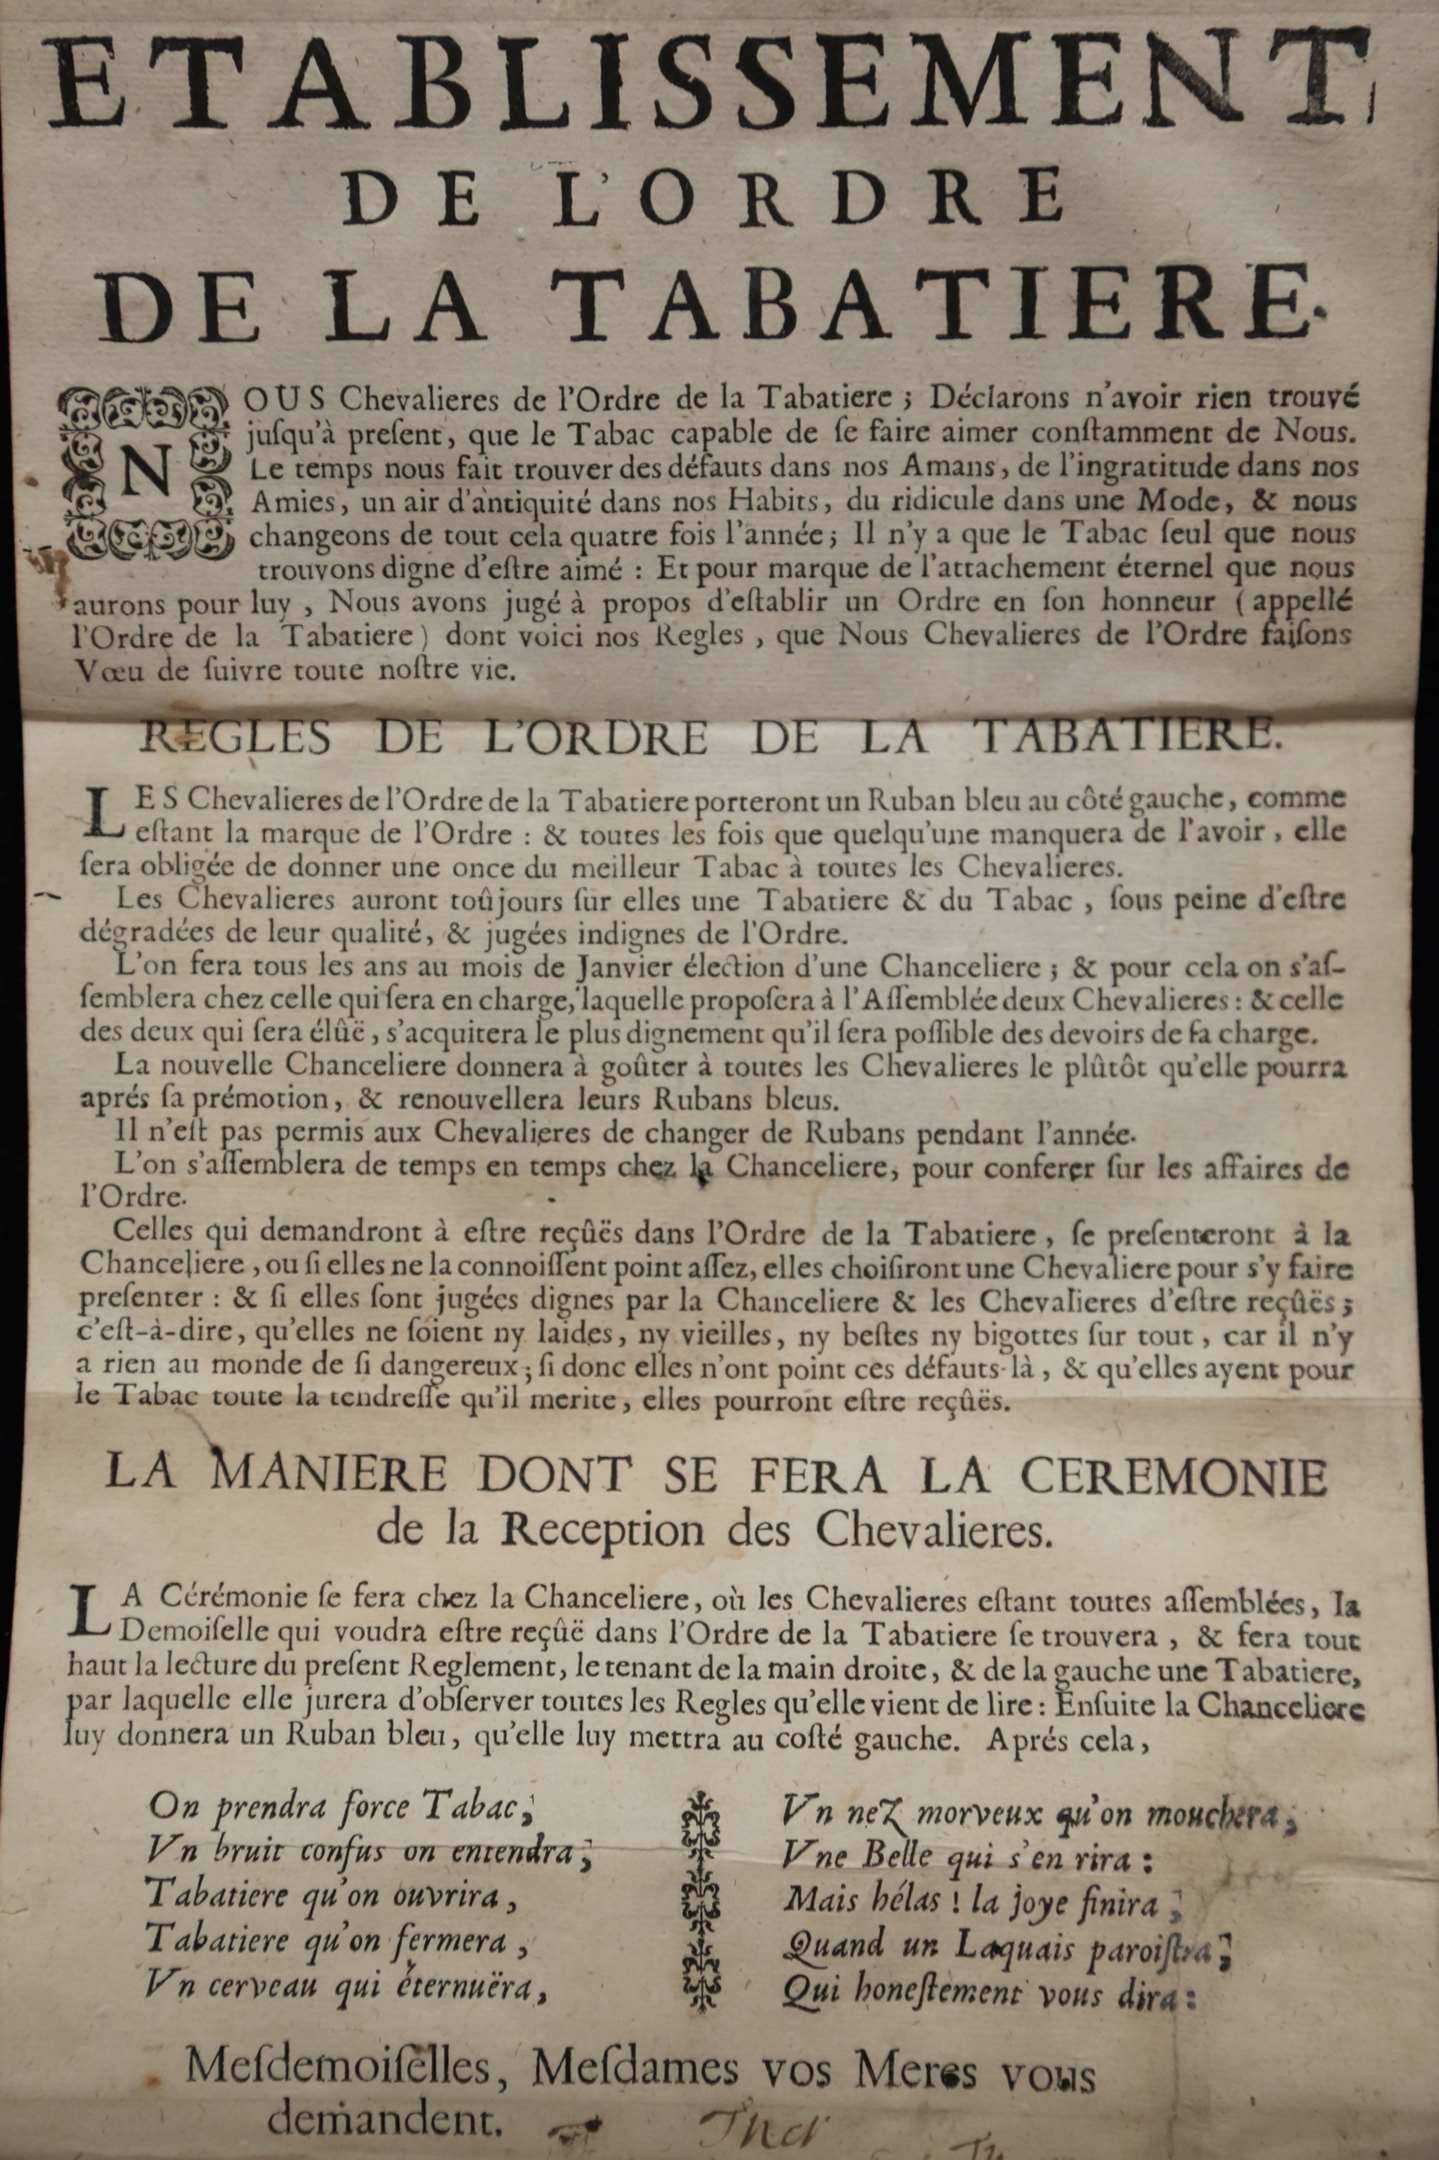 ETABLISSEMENT
DE L'ORDRE
DE LA TABATIERE.
NOUS Chevalieres de l'Ordre de la Tabatiere ; Déclarons n'avoir rien trouvé
juſqu'à preſent, que le Tabac capable de ſe faire aimer conſtamment de Nous.
Le temps nous fait trouver des défauts dans nos Amans, de l'ingratitude dans nos
Amies, un air d'antiquité dans nos Habits, du ridicule dans une Mode, & nous
changeons de tout cela quatre fois l'année; Il n'y a que le Tabac ſeul que nous
trouvons digne d'eſtre aimé : Et pour marque de l'attachement éternel que nous
aurons pour luy , Nous avons jugé à propos d'eſtablir un Ordre en ſon honneur ( appellé
l'Ordre de la Tabatiere) dont voici nos Regles , que Nous Chevalieres de l'Ordre faiſons
Vœu de ſuivre toute noſtre vie.
REGLES DE L'ORDRE DE LA TABATIERE.
LES Chevalieres de l'Ordre de la Tabatiere porteront un Ruban bleu au côté gauche, comme
eſtant la marque de l'Ordre : & toutes les fois que quelqu'une manquera de l'avoir , elle
ſera obligée de donner une once du meilleur Tabac à toutes les Chevalieres.
Les Chevalieres auront toûjours ſur elles une Tabatiere & du Tabac , ſous peine d'eſtre
dégradées de leur qualité, & jugées indignes de l'Ordre.
L'on fera tous les ans au mois de Janvier élection d'une Chanceliere ; & pour cela on s'aſ-
ſemblera chez celle qui ſera en charge, laquelle propoſera à l'Aſſemblée deux Chevalieres : & celle
des deux qui ſera élûë, s'acquitera le plus dignement qu'il ſera poſſible des devoirs de ſa charge.
La nouvelle Chanceliere donnera à goûter à toutes les Chevalieres le plûtôt qu'elle pourra
aprés ſa prémotion, & renouvellera leurs Rubans bleus.
Il n'eſt pas permis aux Chevalieres de changer de Rubans pendant l'année.
L'on s'aſſemblera de temps en temps chez la Chanceliere, pour conferer ſur les affaires de
l'Ordre.
Celles qui demandront à eſtre reçûës dans l'Ordre de la Tabatiere , ſe preſenteront à la
Chanceliere , ou ſi elles ne la connoiſſent point aſſez, elles choiſiront une Chevaliere pour s'y faire
preſenter : & ſi elles ſont jugées dignes par la Chanceliere & les Chevalieres d'eſtre reçûës ;
c'eſt-à-dire, qu'elles ne ſoient ny laides, ny vieilles, ny beſtes ny bigottes ſur tout , car il n'y
a rien au monde de ſi dangereux ; ſi donc elles n'ont point ces défauts-là , & qu'elles ayent pour
le Tabac toute la tendreſſe qu'il merite, elles pourront eſtre reçûës.
LA MANIERE DONT SE FERA LA CEREMONIE
de la Reception des Chevalieres.
LA Cérémonie ſe fera chez la Chanceliere, où les Chevalieres eſtant toutes aſſemblées, la
Demoiſelle qui voudra eſtre reçûë dans l'Ordre de la Tabatiere ſe trouvera , & fera tout
haut la lecture du preſent Reglement, le tenant de la main droite, & de la gauche une Tabatiere,
par laquelle elle jurera d'obſerver toutes les Regles qu'elle vient de lire : Enſuite la Chanceliere
luy donnera un Ruban bleu, qu'elle luy mettra au coſté gauche. Aprés cela,
On prendra force Tabac;
Vn bruit confus on entendra;
Tabatiere qu'on ouvrira,
Tabatiere qu'on fermera ,
Vn cerveau qui éternuëra,
Vn neZ morveux qu'on mouchera;
Vne Belle qui s'en rira :
Mais hélas ! la joye finira ;
Quand un Laquais paroiſtra;
Qui honeſtement vous dira :
Meſdemoiſelles, Meſdames vos Meres vous
demandent.